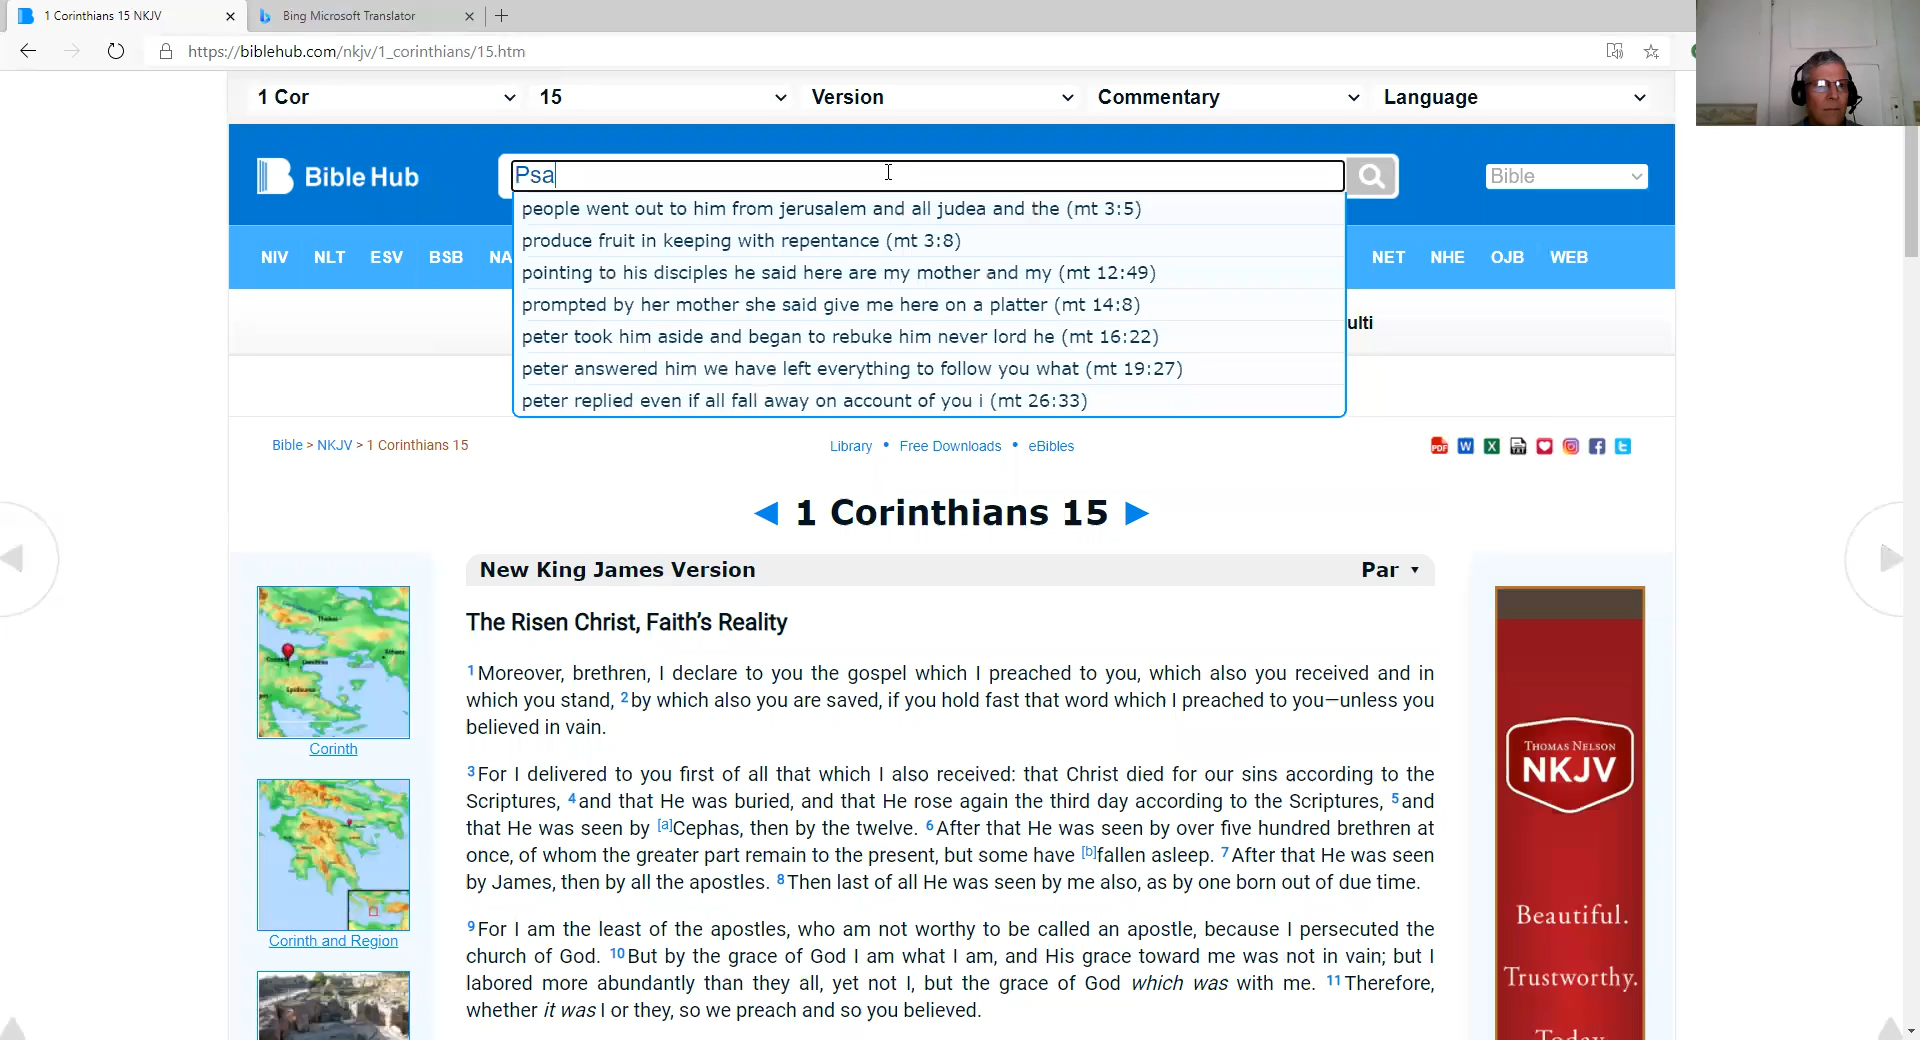 1 Corinthians 15 NKJV
Bing Microsoft Translator
https://biblehub.com/nkjv/1_corinthians/15.htm
1 Cor 15 Version Commentary Language
Bible Hub Psa Bible
people went out to him from jerusalem and all judea and the (mt 3:5)
produce fruit in keeping with repentance (mt 3:8)
NIV NLT ESV BSB NA NET NHE OJB WEB
pointing to his disciples he said here are my mother and my (mt 12:49)
prompted by her mother she said give me here on a platter (mt 14:8)
ulti
peter took him aside and began to rebuke him never lord he (mt 16:22)
peter answered him we have left everything to follow you what (mt 19:27)
peter replied even if all fall away on account of you i (mt 26:33)
Bible > NKJV > 1 Corinthians 15 Library • Free Downloads • eBibles
◄ 1 Corinthians 15 ►
New King James Version Par ▼
The Risen Christ, Faith’s Reality
1Moreover, brethren, I declare to you the gospel which I preached to you, which also you received and in
which you stand, 2by which also you are saved, if you hold fast that word which I preached to you—unless you
believed in vain.
3For I delivered to you first of all that which I also received: that Christ died for our sins according to the
Scriptures, 4and that He was buried, and that He rose again the third day according to the Scriptures, 5and
that He was seen by [a]Cephas, then by the twelve. 6After that He was seen by over five hundred brethren at
once, of whom the greater part remain to the present, but some have [b]fallen asleep. 7After that He was seen
by James, then by all the apostles. 8Then last of all He was seen by me also, as by one born out of due time.
9For I am the least of the apostles, who am not worthy to be called an apostle, because I persecuted the
church of God. 10But by the grace of God I am what I am, and His grace toward me was not in vain; but I
labored more abundantly than they all, yet not I, but the grace of God which was with me. 11Therefore,
whether it was I or they, so we preach and so you believed.
Corinth
Corinth and Region
THOMAS NELSON
NKJV
Beautiful.
Trustworthy.
Today